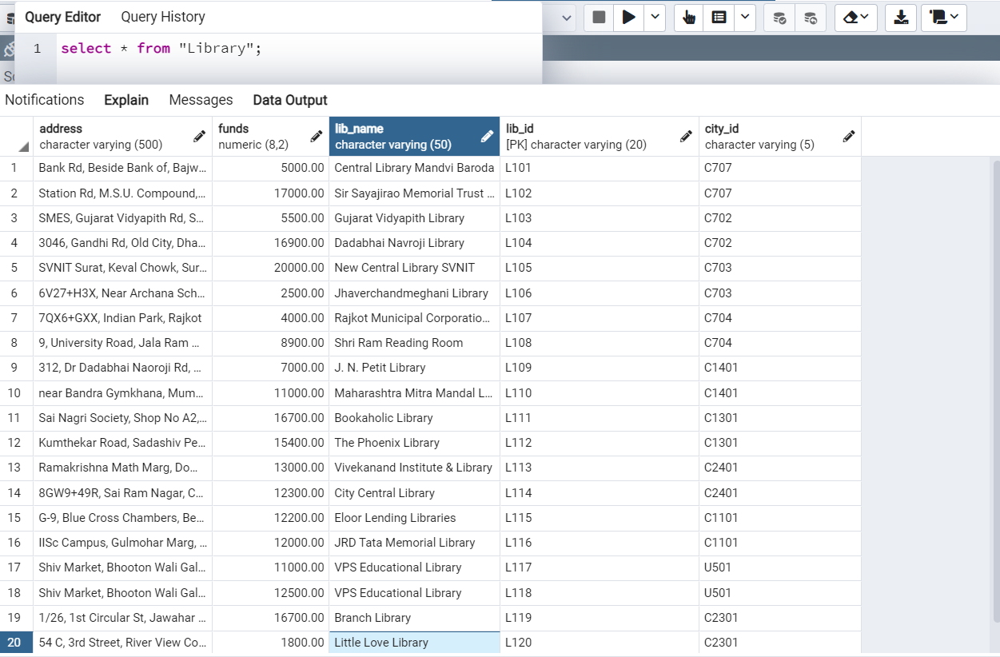 Query Editor Query History
1 select * from "Library";
Sc
Notifications Explain Messages Data Output
address funds lib_name lib_id city_id
character varying (500) numeric (8,2) character varying (50) [PK] character varying (20) character varying (5)
1 Bank Rd, Beside Bank of, Bajw... 5000.00 Central Library Mandvi Baroda L101 C707
2 Station Rd, M.S.U. Compound,... 17000.00 Sir Sayajirao Memorial Trust ... L102 C707
3 SMES, Gujarat Vidyapith Rd, S... 5500.00 Gujarat Vidyapith Library L103 C702
4 3046, Gandhi Rd, Old City, Dha... 16900.00 Dadabhai Navroji Library L104 C702
5 SVNIT Surat, Keval Chowk, Sur... 20000.00 New Central Library SVNIT L105 C703
6 6V27+H3X, Near Archana Sch... 2500.00 Jhaverchandmeghani Library L106 C703
7 7QX6+GXX, Indian Park, Rajkot 4000.00 Rajkot Municipal Corporatio... L107 C704
8 9, University Road, Jala Ram ... 8900.00 Shri Ram Reading Room L108 C704
9 312, Dr Dadabhai Naoroji Rd, ... 7000.00 J. N. Petit Library L109 C1401
10 near Bandra Gymkhana, Mum... 11000.00 Maharashtra Mitra Mandal L... L110 C1401
11 Sai Nagri Society, Shop No A2,... 16700.00 Bookaholic Library L111 C1301
12 Kumthekar Road, Sadashiv Pe... 15400.00 The Phoenix Library L112 C1301
13 Ramakrishna Math Marg, Do... 13000.00 Vivekanand Institute & Library L113 C2401
14 8GW9+49R, Sai Ram Nagar, C... 12300.00 City Central Library L114 C2401
15 G-9, Blue Cross Chambers, Be... 12200.00 Eloor Lending Libraries L115 C1101
16 IISc Campus, Gulmohar Marg, ... 12000.00 JRD Tata Memorial Library L116 C1101
17 Shiv Market, Bhooton Wali Gal... 11000.00 VPS Educational Library L117 U501
18 Shiv Market, Bhooton Wali Gal... 12500.00 VPS Educational Library L118 U501
19 1/26, 1st Circular St, Jawahar ... 16700.00 Branch Library L119 C2301
20 54 C, 3rd Street, River View Co... 1800.00 Little Love Library L120 C2301